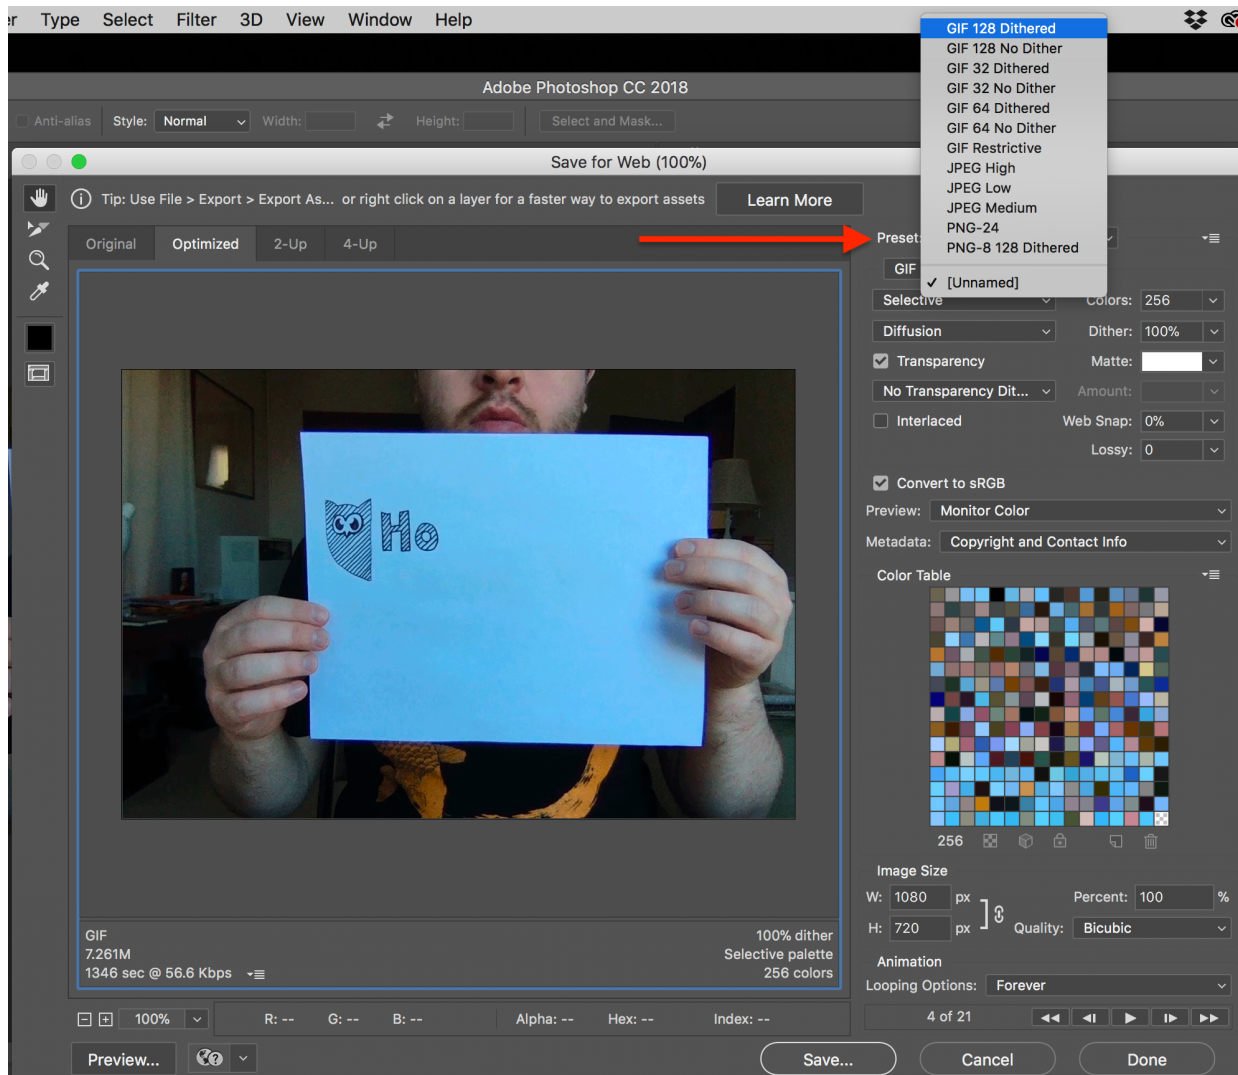 Type Select Filter 3D View Window Help
GIF 128 Dithered
GIF 128 No Dither
GIF 32 Dithered
GIF 32 No Dither
GIF 64 Dithered
GIF 64 No Dither
GIF Restrictive
JPEG High
JPEG Low
JPEG Medium
PNG-24
PNG-8 128 Dithered
✓ [Unnamed]
Adobe Photoshop CC 2018
Anti-alias Style: Normal Width: Height: Select and Mask...
Save for Web (100%)
Tip: Use File > Export > Export As... or right click on a layer for a faster way to export assets Learn More
Original Optimized 2-Up 4-Up
Preset:
GIF
Selective Colors: 256
Diffusion Dither: 100%
Transparency Matte:
No Transparency Dit... Amount:
Interlaced Web Snap: 0%
Lossy: 0
Convert to sRGB
Preview: Monitor Color
Metadata: Copyright and Contact Info
Color Table
256
Ho
Image Size
W: 1080 px Percent: 100 %
H: 720 px Quality: Bicubic
Animation
Looping Options: Forever
4 of 21
GIF 100% dither
7.261M Selective palette
1346 sec @ 56.6 Kbps 256 colors
100% R: -- G: -- B: -- Alpha: -- Hex: -- Index: --
Preview... Save... Cancel Done